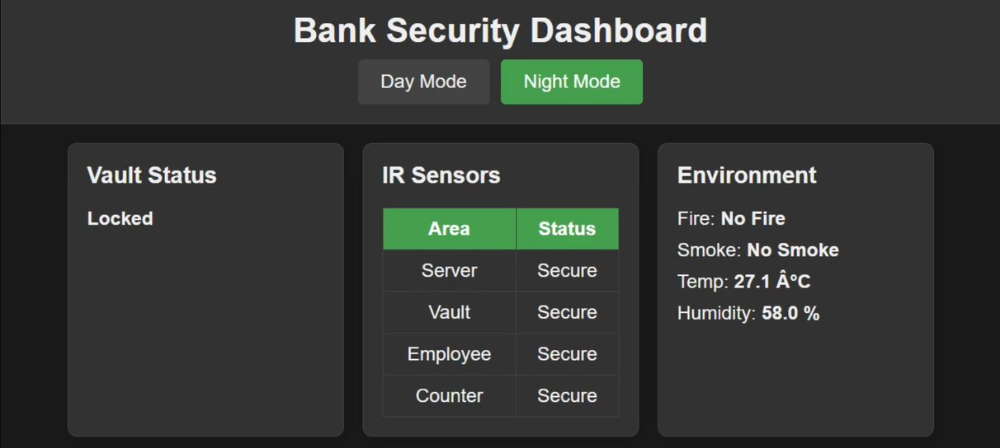 Bank Security Dashboard
Day Mode Night Mode
Vault Status
Locked
IR Sensors
Area Status
Server Secure
Vault Secure
Employee Secure
Counter Secure
Environment
Fire: No Fire
Smoke: No Smoke
Temp: 27.1 Â°C
Humidity: 58.0 %